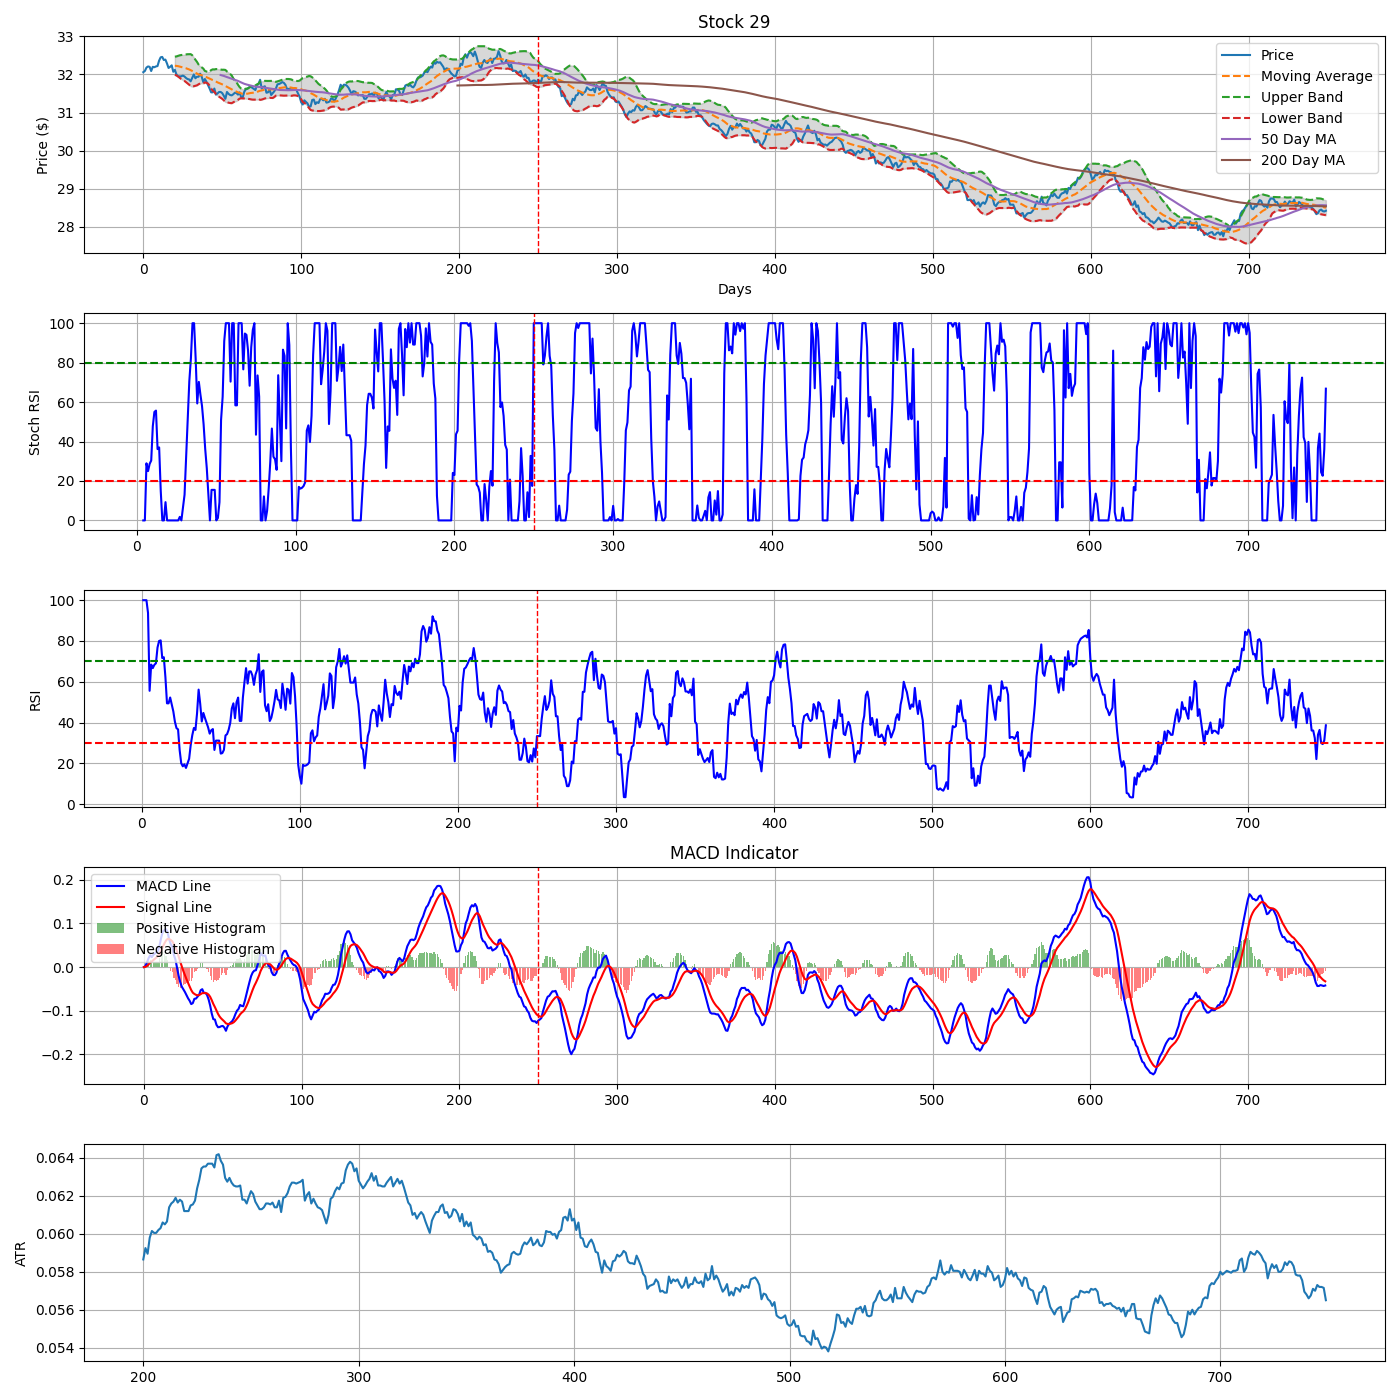 Stock 29
Price ($)
33
32
31
30
29
28
Price
Moving Average
Upper Band
Lower Band
50 Day MA
200 Day MA
0 100 200 300 400 500 600 700
Days
Stoch RSI
100
80
60
40
20
0
0 100 200 300 400 500 600 700
RSI
100
80
60
40
20
0
0 100 200 300 400 500 600 700
MACD Indicator
0.2
0.1
0.0
−0.1
−0.2
MACD Line
Signal Line
Positive Histogram
Negative Histogram
0 100 200 300 400 500 600 700
ATR
0.064
0.062
0.060
0.058
0.056
0.054
200 300 400 500 600 700